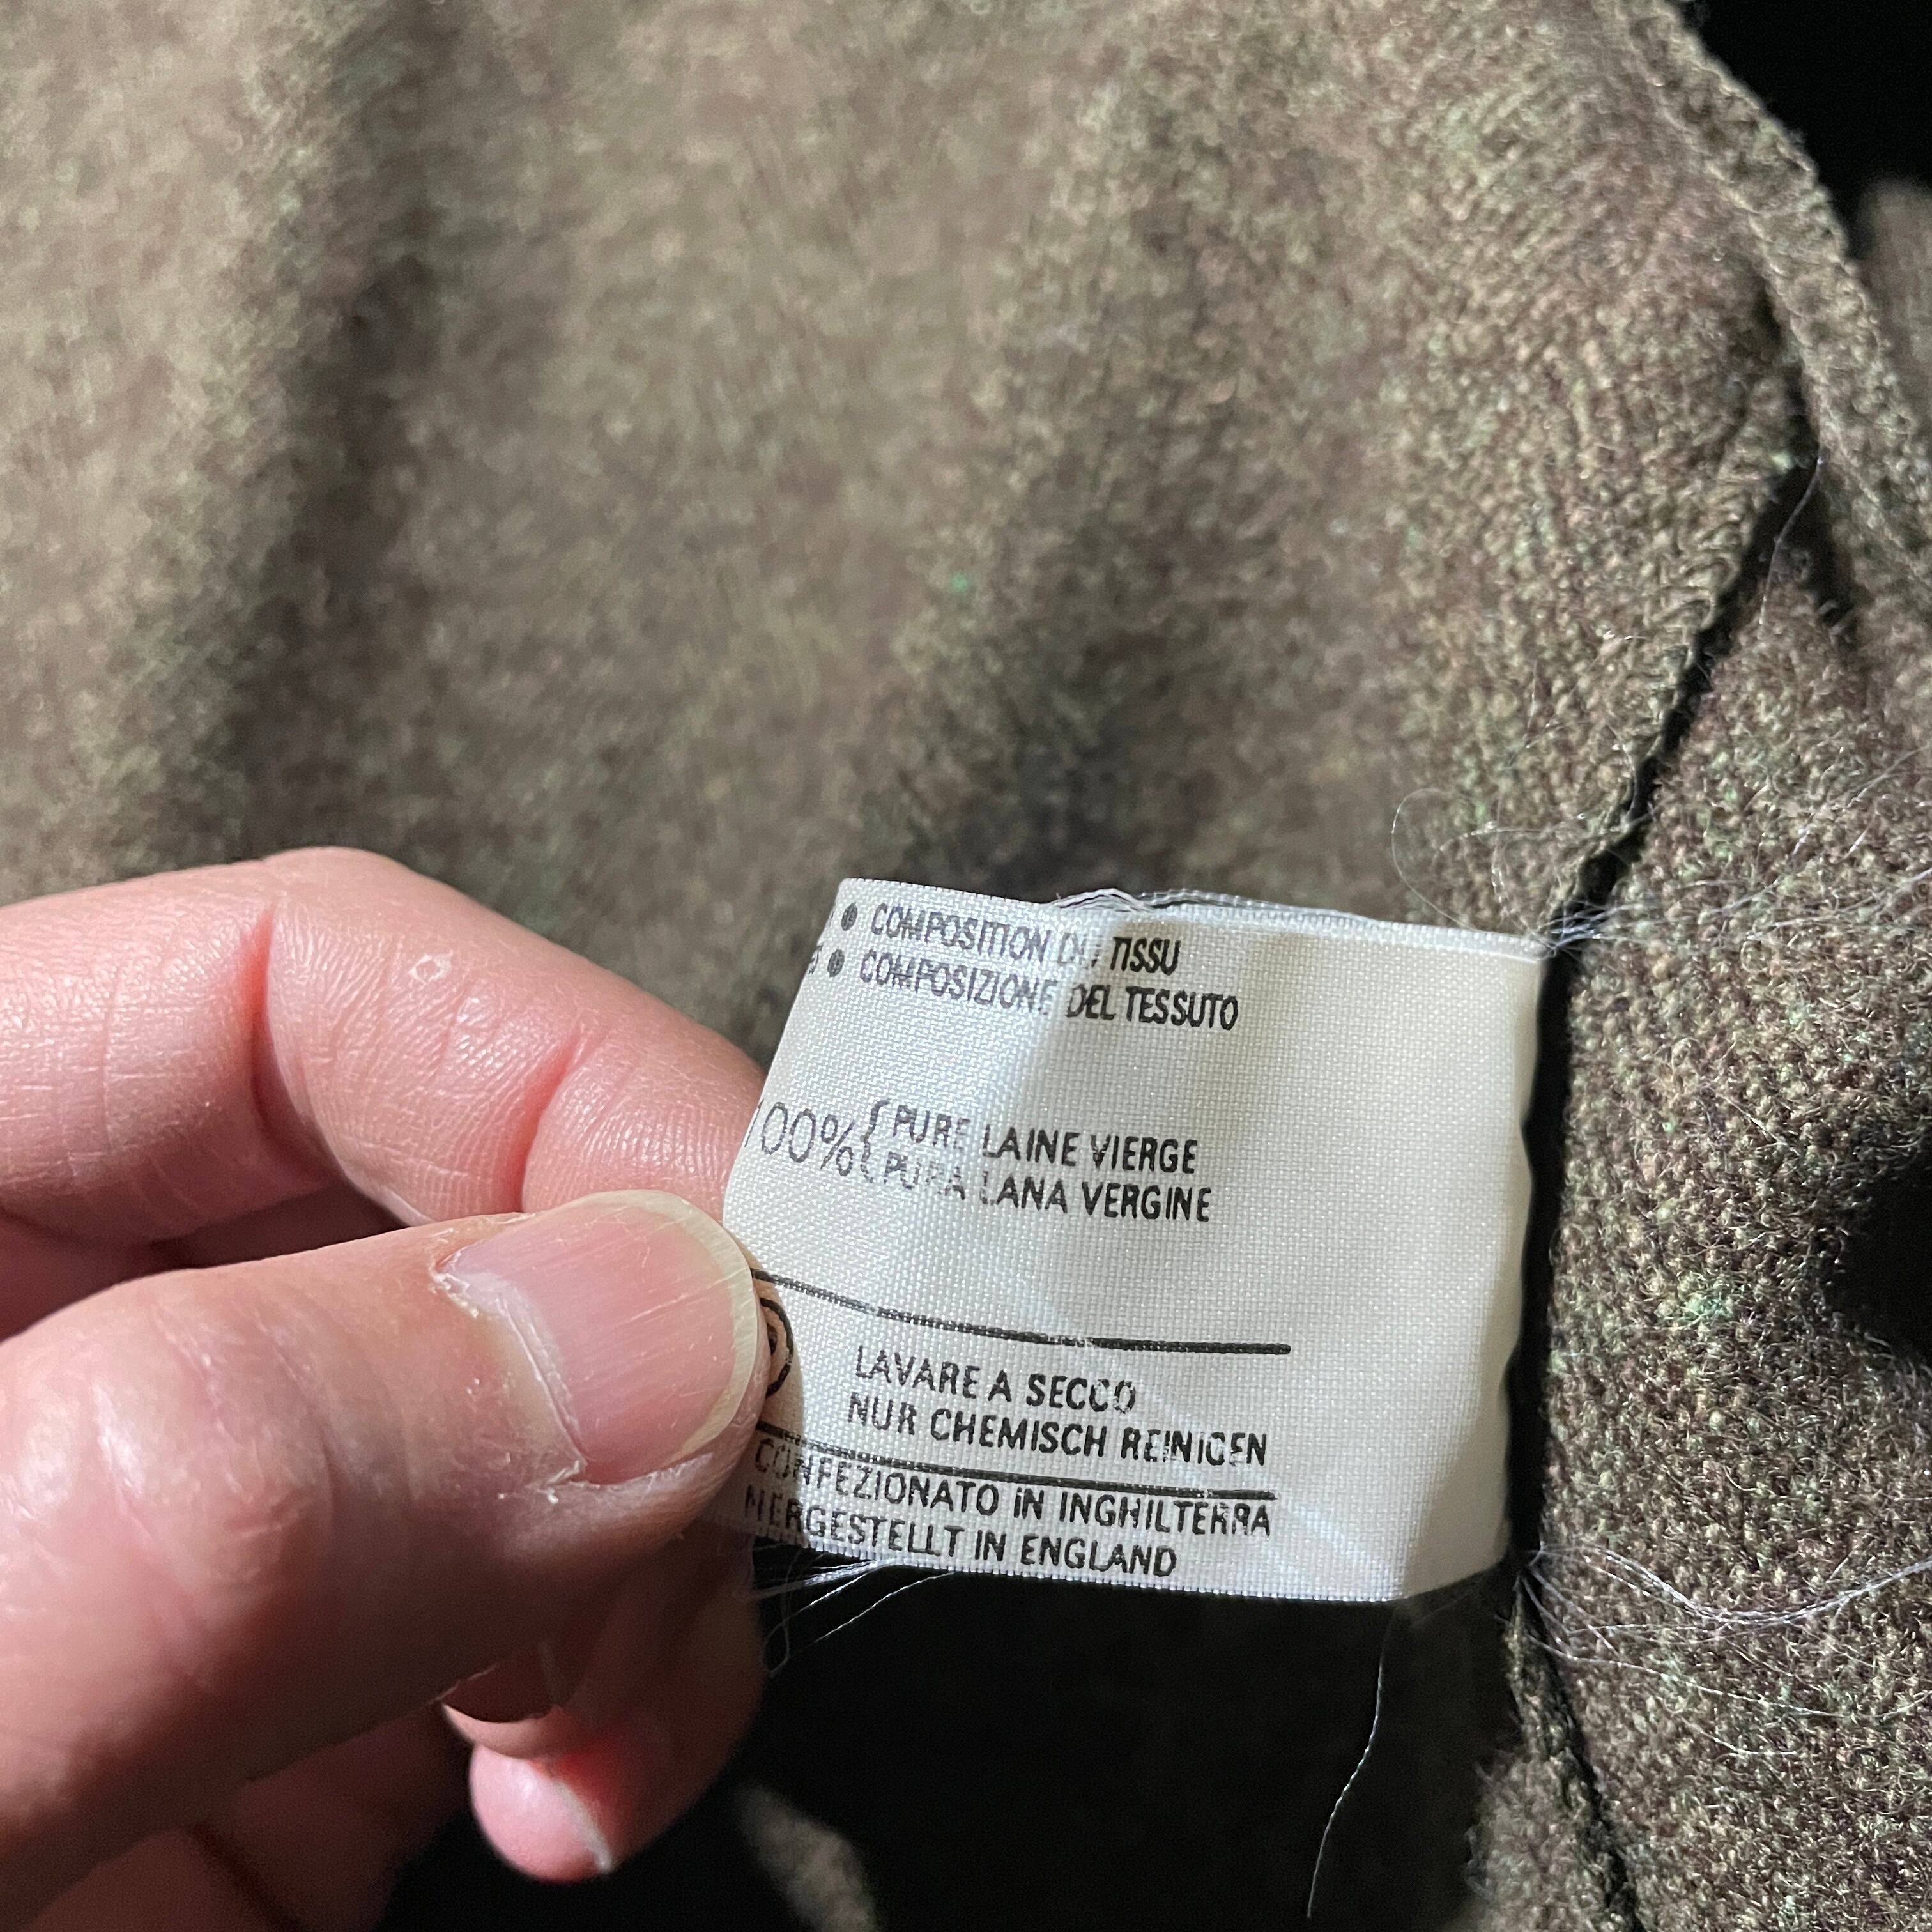 ● COMPOSITION DU TISSU
● COMPOSIZIONE DEL TESSUTO
100% { PURE LAINE VIERGE
PURA LANA VERGINE
LAVARE A SECCO
NUR CHEMISCH REINIGEN
CONFEZIONATO IN INGHILTERRA
HERGESTELLT IN ENGLAND